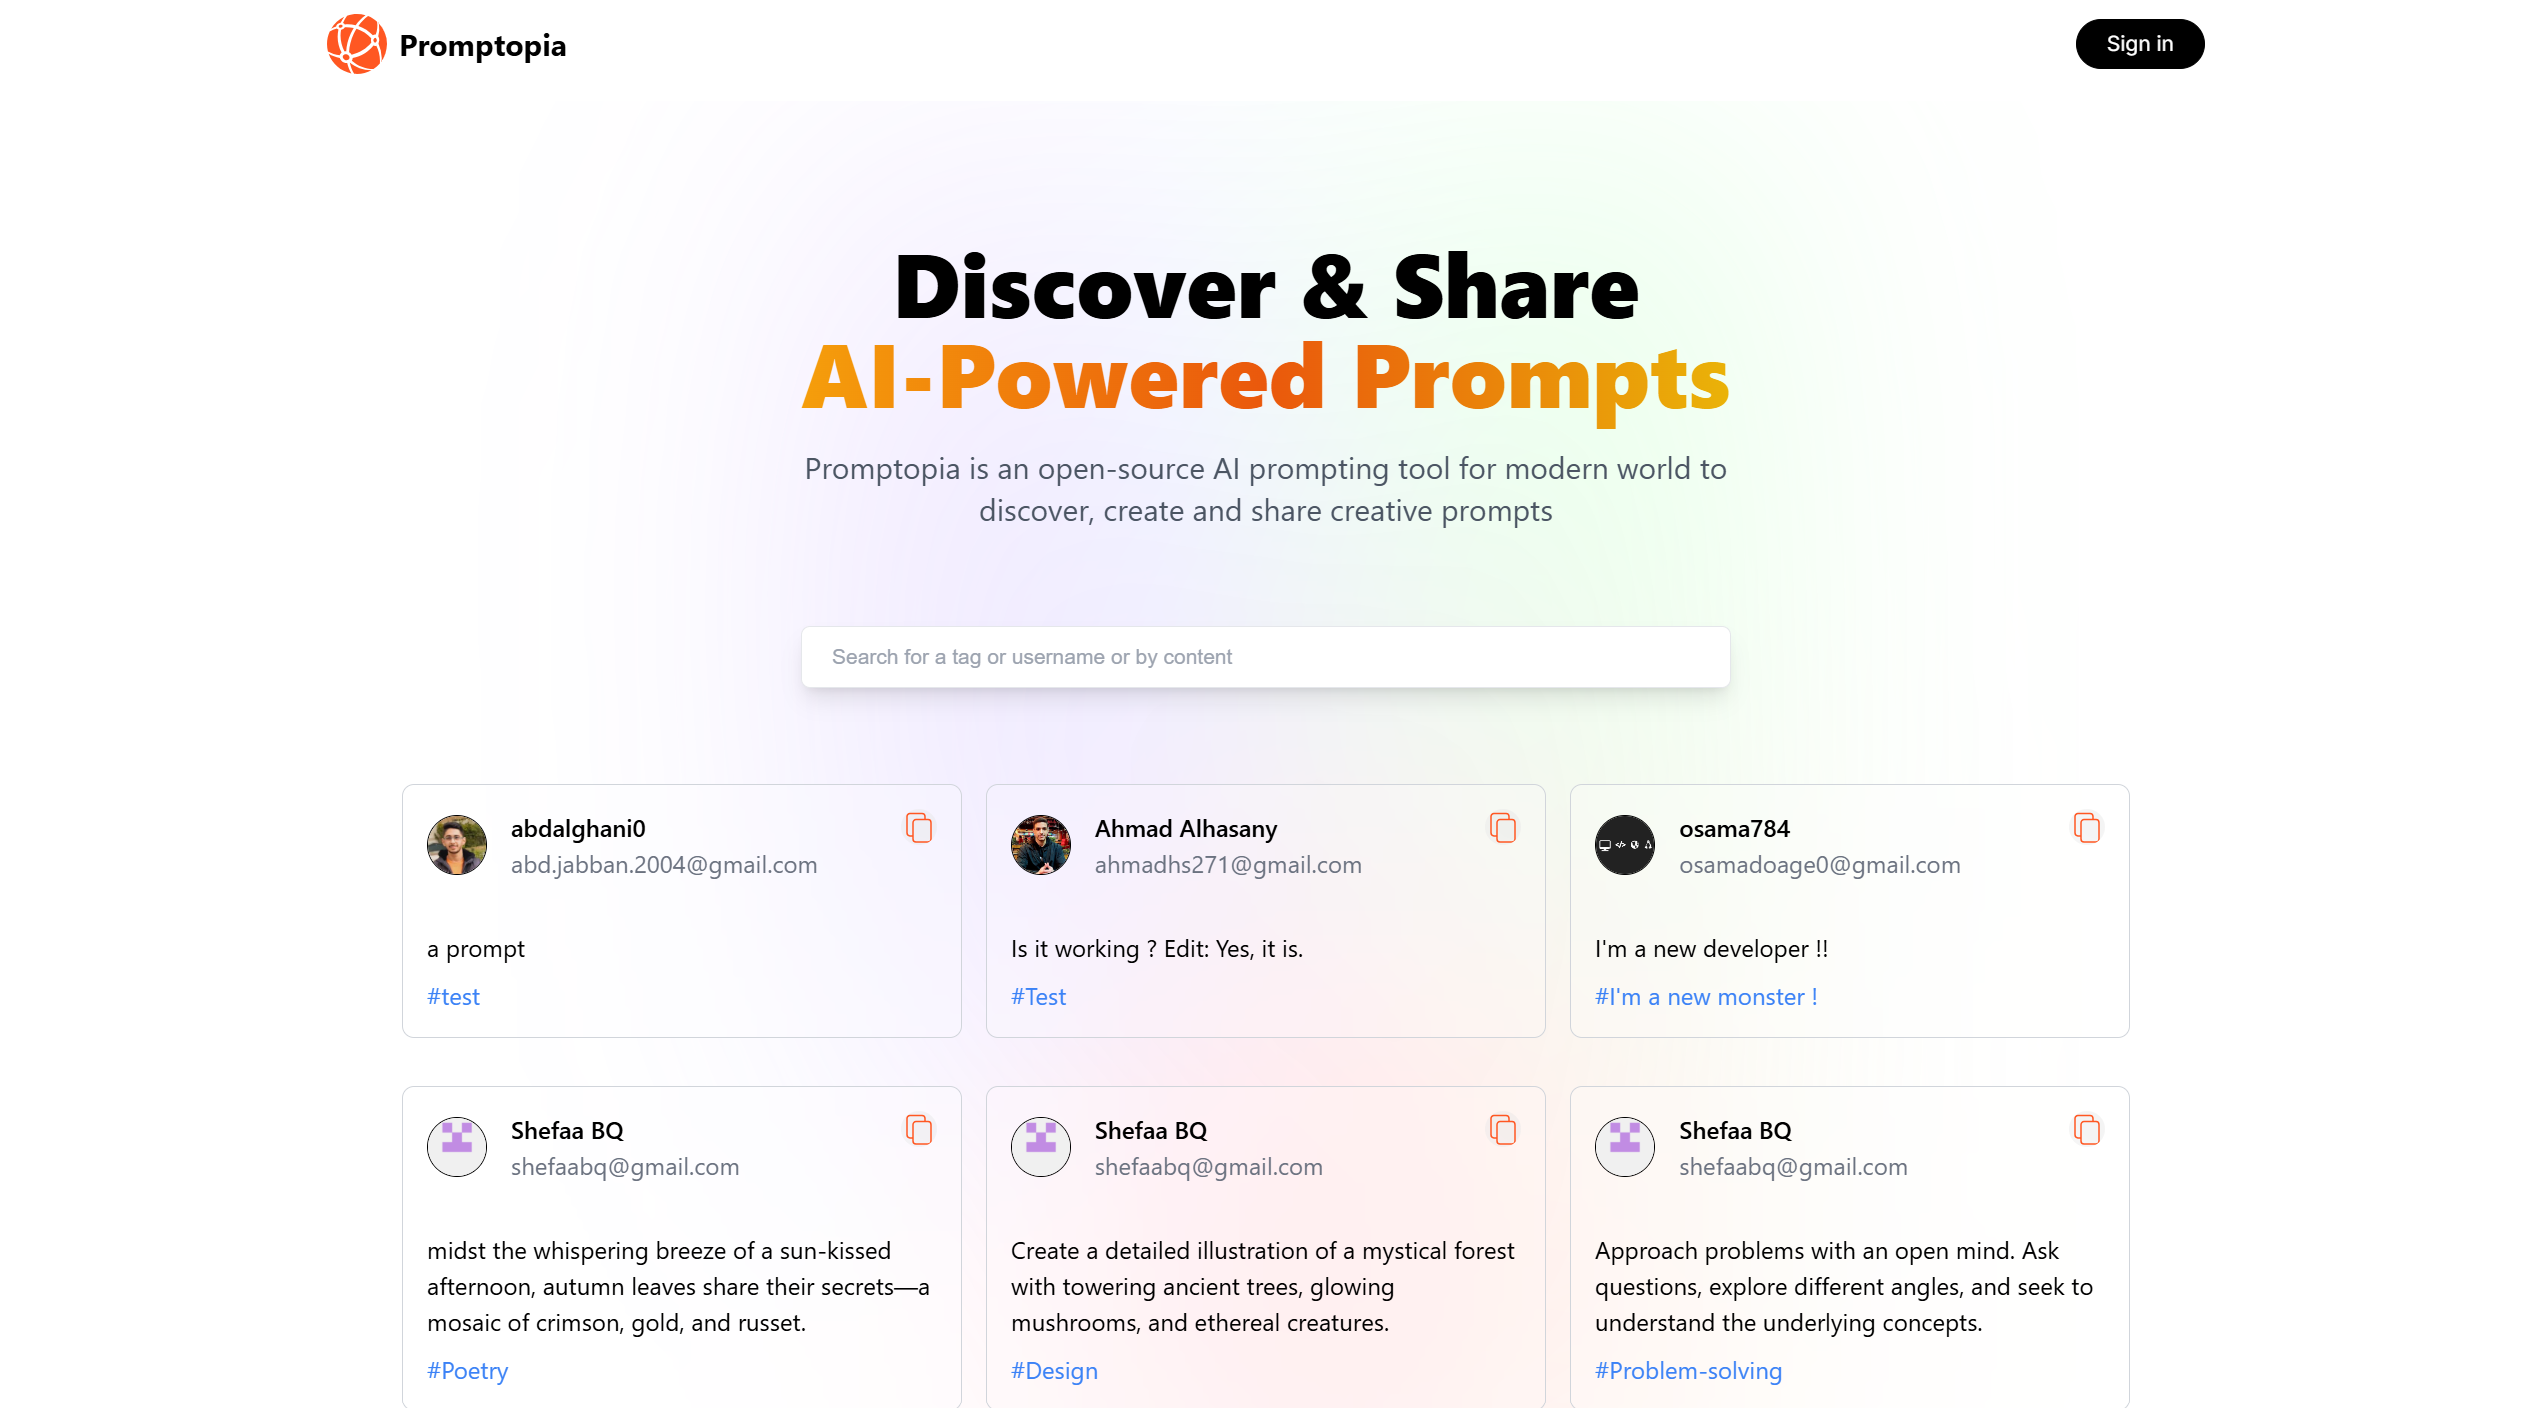 Promptopia
Sign in
Discover & Share
AI-Powered Prompts
Promptopia is an open-source AI prompting tool for modern world to
discover, create and share creative prompts
Search for a tag or username or by content
abdalghani0
abd.jabban.2004@gmail.com
a prompt
#test
Ahmad Alhasany
ahmadhs271@gmail.com
Is it working ? Edit: Yes, it is.
#Test
osama784
osamadoage0@gmail.com
I'm a new developer !!
#I'm a new monster !
Shefaa BQ
shefaabq@gmail.com
midst the whispering breeze of a sun-kissed
afternoon, autumn leaves share their secrets—a
mosaic of crimson, gold, and russet.
#Poetry
Shefaa BQ
shefaabq@gmail.com
Create a detailed illustration of a mystical forest
with towering ancient trees, glowing
mushrooms, and ethereal creatures.
#Design
Shefaa BQ
shefaabq@gmail.com
Approach problems with an open mind. Ask
questions, explore different angles, and seek to
understand the underlying concepts.
#Problem-solving